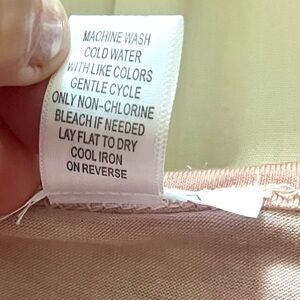 MACHINE WASH
COLD WATER
WITH LIKE COLORS
GENTLE CYCLE
ONLY NON-CHLORINE
BLEACH IF NEEDED
LAY FLAT TO DRY
COOL IRON
ON REVERSE